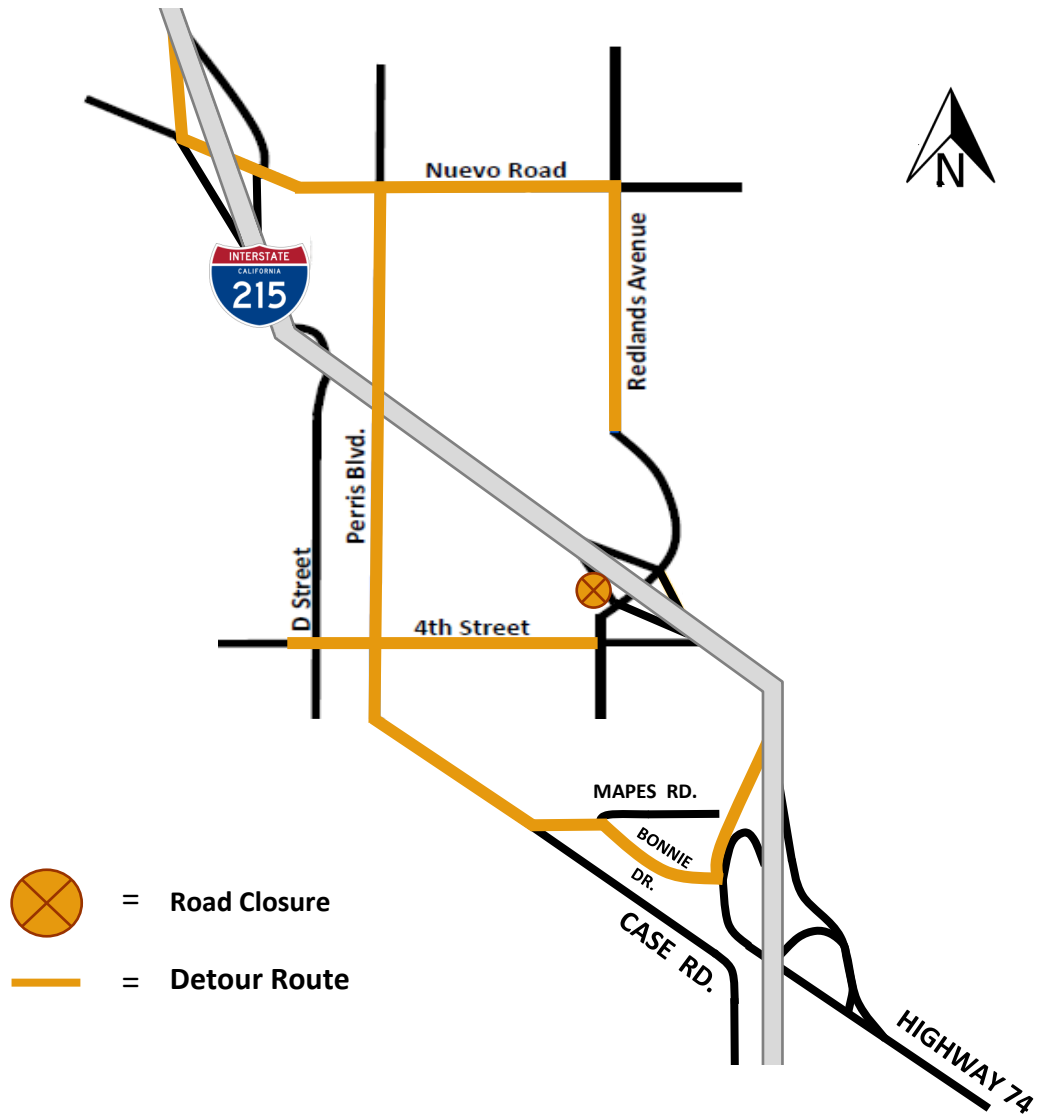 N
Nuevo Road
INTERSTATE
CALIFORNIA
215
Redlands Avenue
Perris Blvd.
D Street
4th Street
MAPES RD.
BONNIE
DR.
CASE RD.
= Road Closure
= Detour Route
HIGHWAY 74